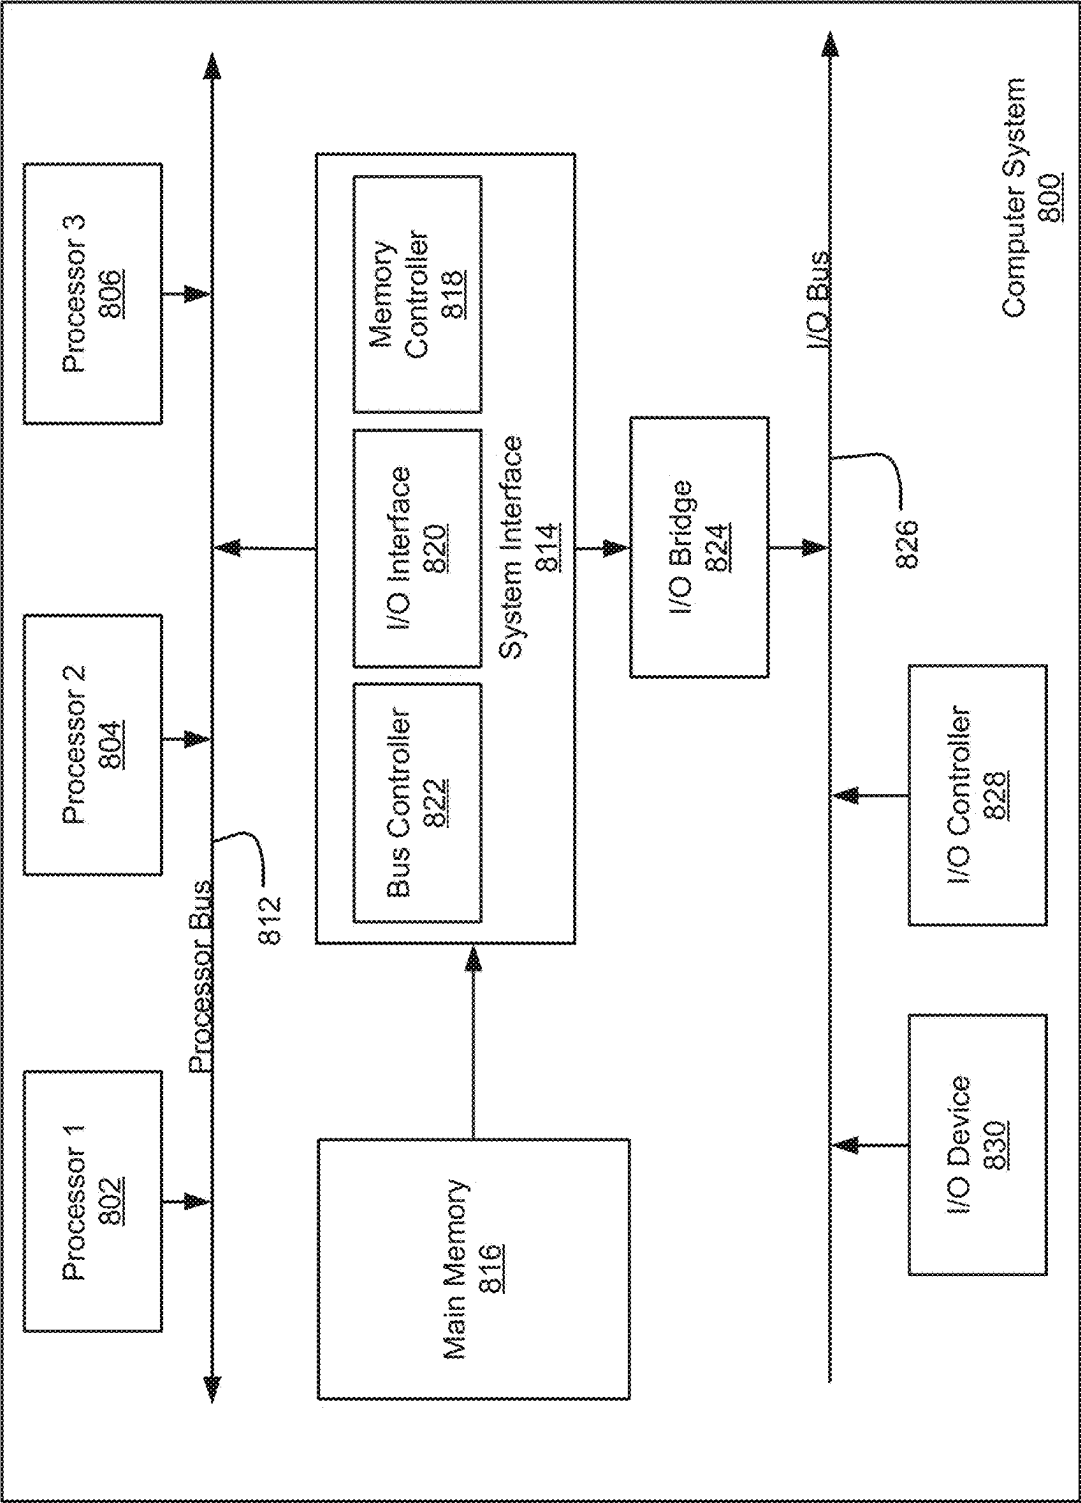 Processor 1
802
Processor 2
804
Processor 3
806
Processor Bus
812
Main Memory
816
Bus Controller
822
I/O Interface
820
Memory
Controller
818
System Interface
814
I/O Bridge
824
I/O Bus
826
I/O Device
830
I/O Controller
828
Computer System
800